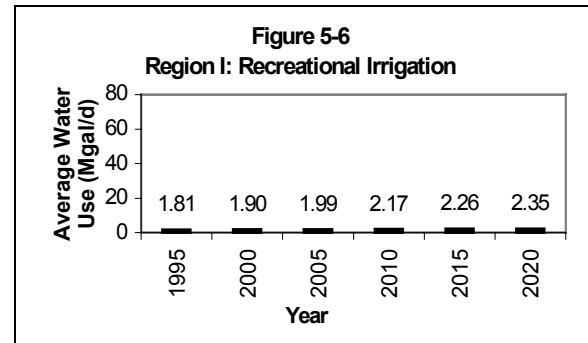 Figure 5-6
Region I: Recreational Irrigation
Average Water
Use (Mgal/d)
80
60
40
20
0
1.81 1.90 1.99 2.17 2.26 2.35
1995 2000 2005 2010 2015 2020
Year